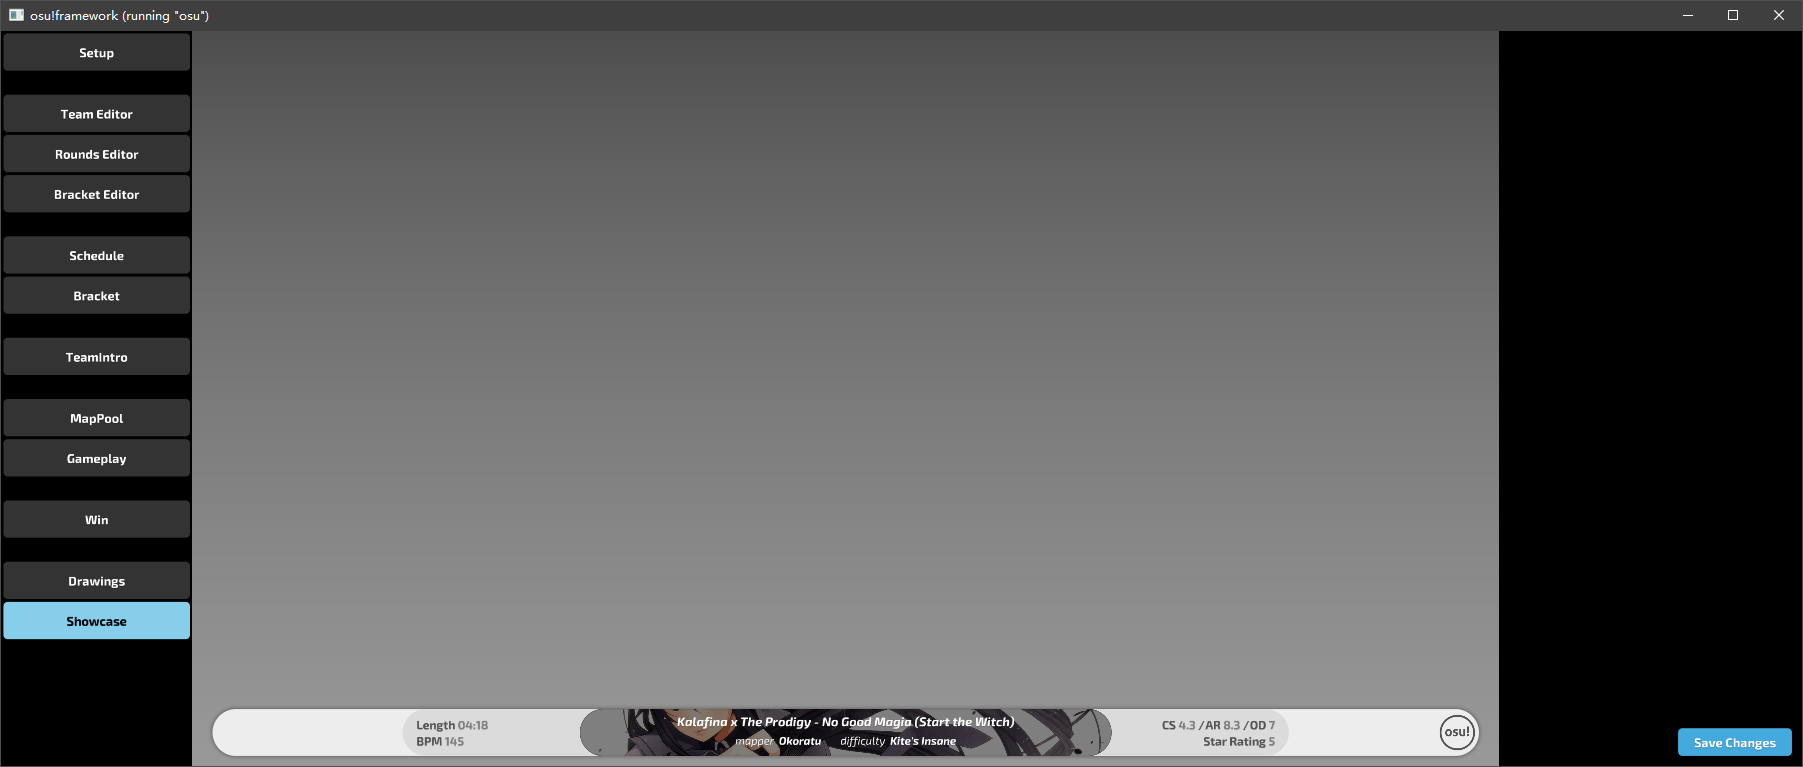 osu!framework (running "osu")
Setup
Team Editor
Rounds Editor
Bracket Editor
Schedule
Bracket
TeamIntro
MapPool
Gameplay
Win
Drawings
Showcase
Length 04:18
BPM 145
Kalafina x The Prodigy - No Good Magia (Start the Witch)
mapper Okoratu difficulty Kite's Insane
CS 4.3 / AR 8.3 / OD 7
Star Rating 5
osu!
Save Changes